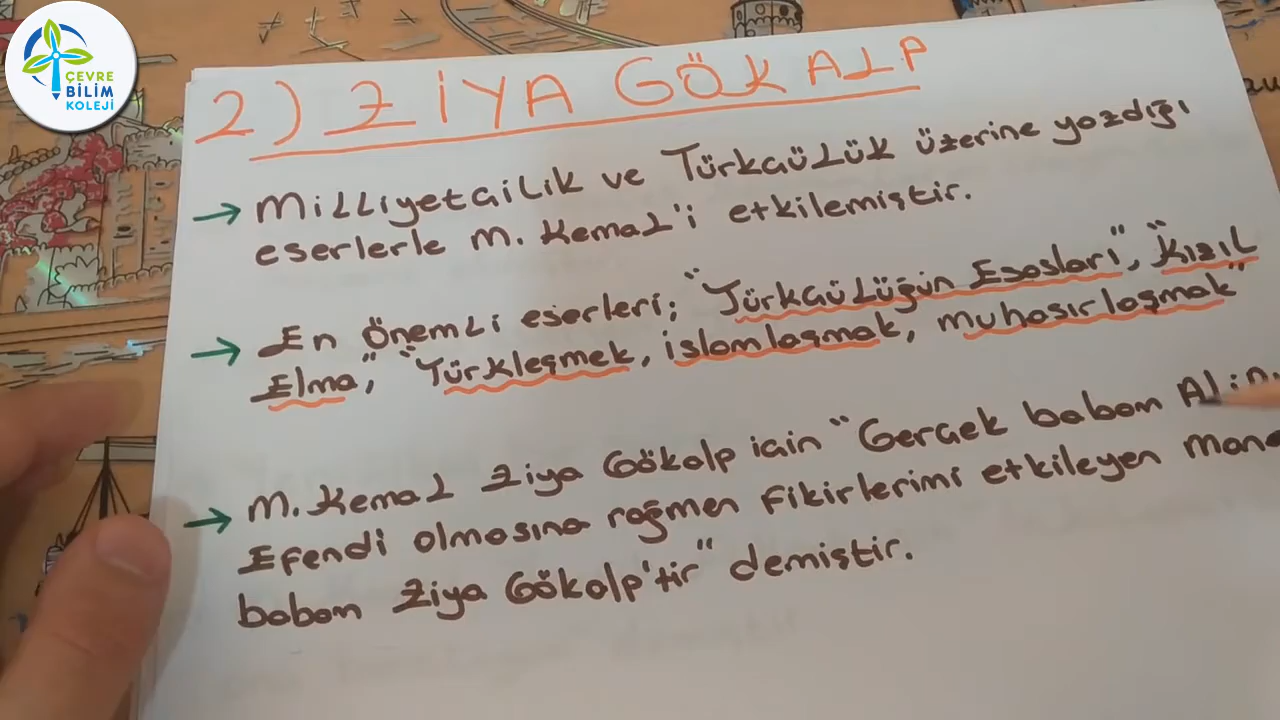 ÇEVRE
BİLİM
KOLEJİ
2) ZİYA GÖKALP
→ Milliyetçilik ve Türkçülük üzerine yazdığı
eserlerle M. Kemal'i etkilemiştir.
→ En önemli eserleri; "Türkçülüğün Esasları", "Kızıl
Elma", "Türkleşmek, islamlaşmak, muhasırlaşmak"
→ M. Kemal Ziya Gökalp için "Gerçek babam
Efendi olmasına rağmen fikirlerimi etkileyen
babam Ziya Gökalp'tir" demiştir.